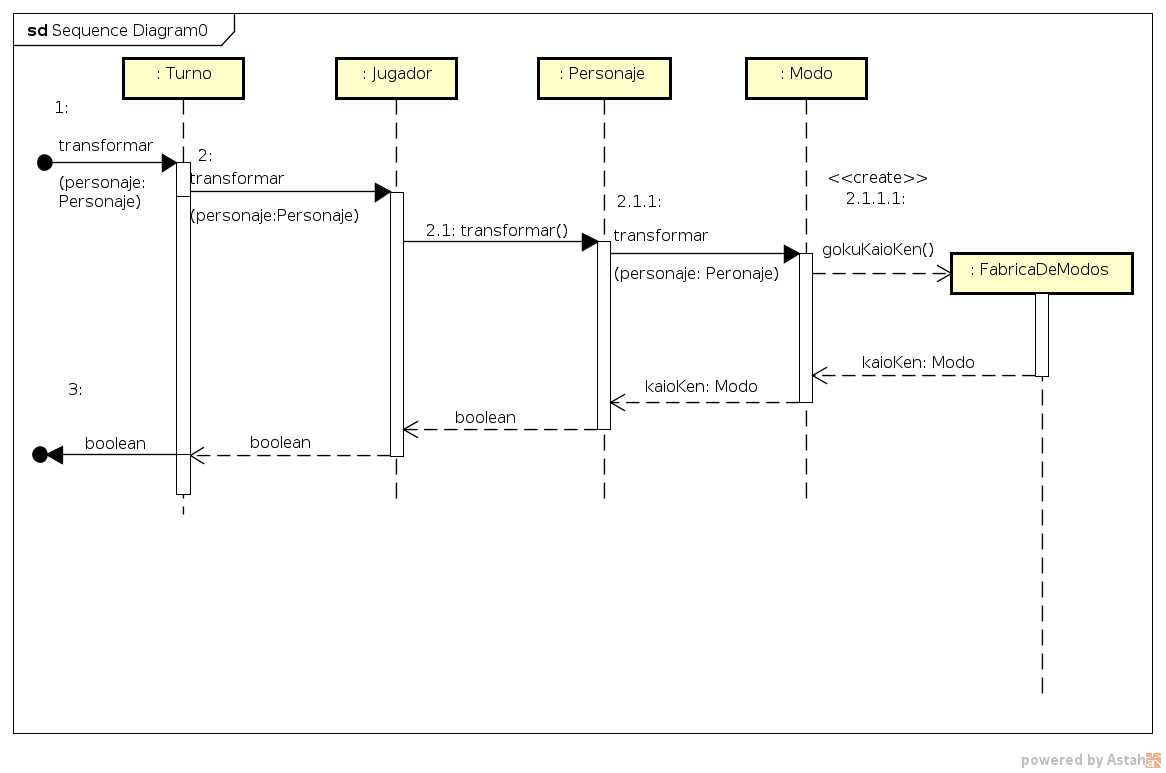 sd Sequence Diagram0
: Turno
: Jugador
: Personaje
: Modo
1:
transformar
(personaje:
Personaje)
2:
transformar
(personaje:Personaje)
2.1: transformar()
2.1.1:
transformar
(personaje: Peronaje)
<<create>>
2.1.1.1:
gokuKaioKen()
: FabricaDeModos
kaioKen: Modo
kaioKen: Modo
boolean
boolean
3:
boolean
powered by Astah